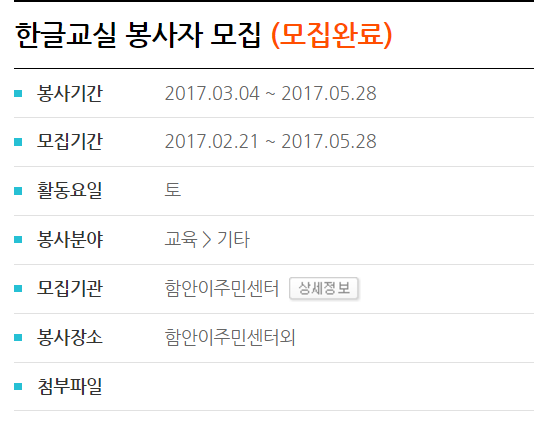 한글교실 봉사자 모집 (모집완료)
봉사기간 2017.03.04 ~ 2017.05.28
모집기간 2017.02.21 ~ 2017.05.28
활동요일 토
봉사분야 교육 > 기타
모집기관 함안이주민센터 상세정보
봉사장소 함안이주민센터외
첨부파일